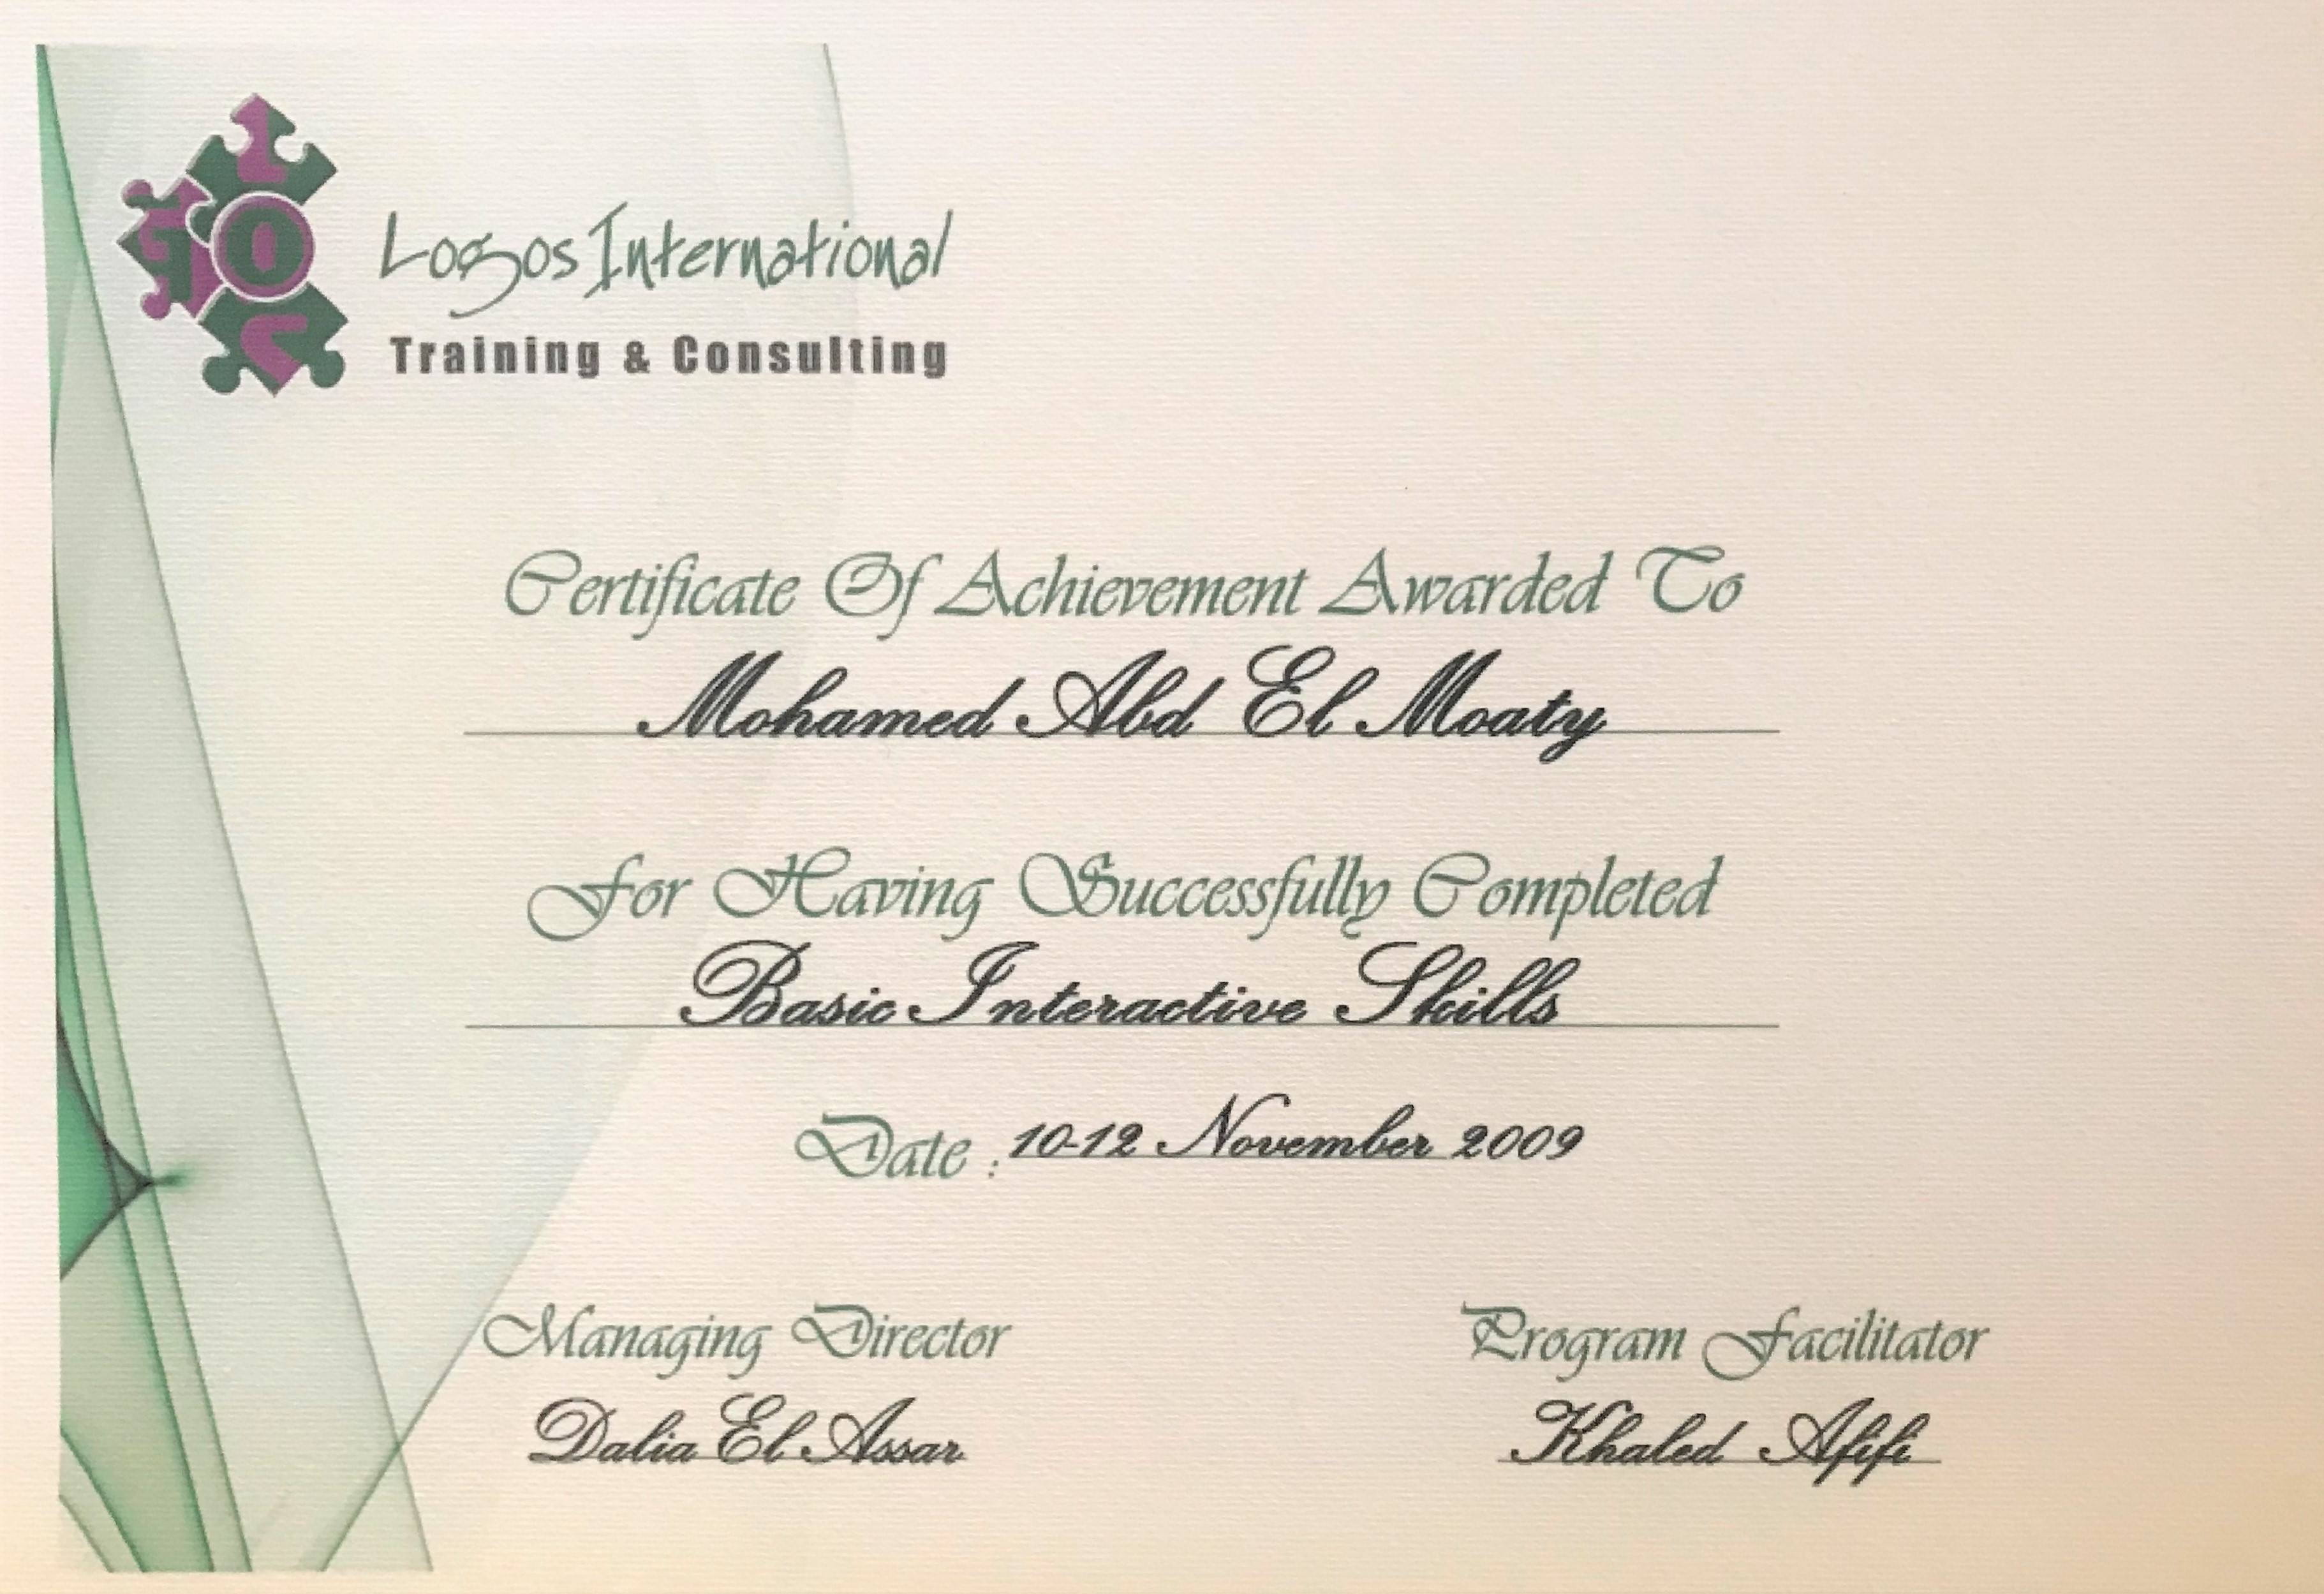 Logos International
Training & Consulting
Certificate Of Achievement Awarded To
Mohamed Abd El Moaty
For Having Successfully Completed
Basic Interactive Skills
Date : 10-12 November 2009
Managing Director
Program Facilitator
Dalia El Assar
Khaled Afifi